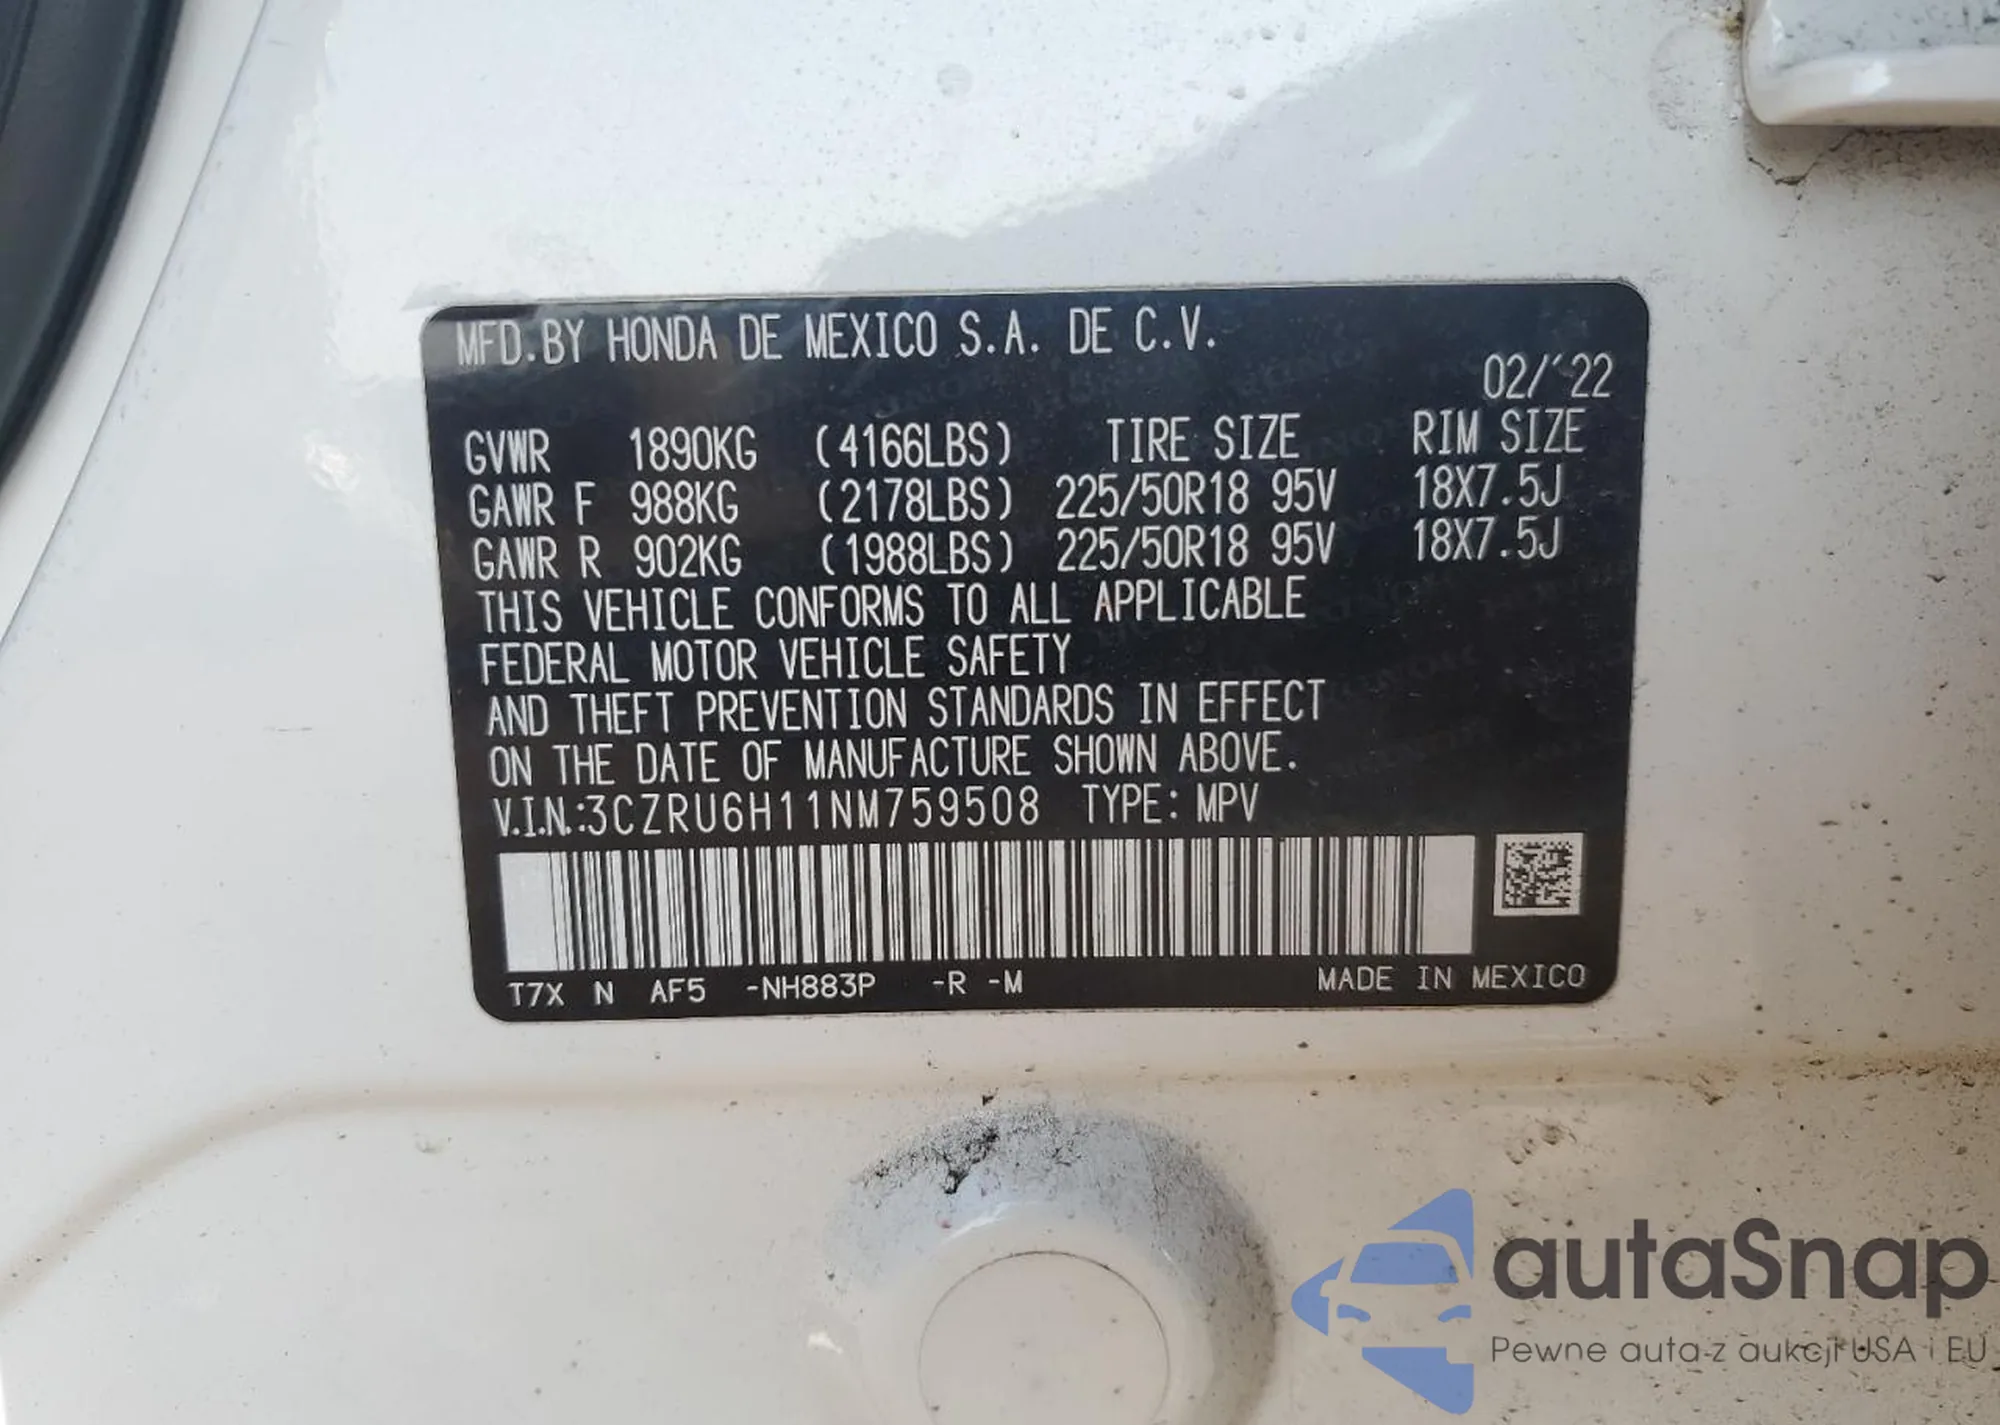 MFD.BY HONDA DE MEXICO S.A. DE C.V.
02/'22
GVWR 1890KG (4166LBS) TIRE SIZE RIM SIZE
GAWR F 988KG (2178LBS) 225/50R18 95V 18X7.5J
GAWR R 902KG (1988LBS) 225/50R18 95V 18X7.5J
THIS VEHICLE CONFORMS TO ALL APPLICABLE
FEDERAL MOTOR VEHICLE SAFETY
AND THEFT PREVENTION STANDARDS IN EFFECT
ON THE DATE OF MANUFACTURE SHOWN ABOVE.
V.I.N.:3CZRU6H11NM759508 TYPE: MPV
T7X N AF5 -NH883P -R -M MADE IN MEXICO
autaSnap
Pewne auta z aukcji USA i EU